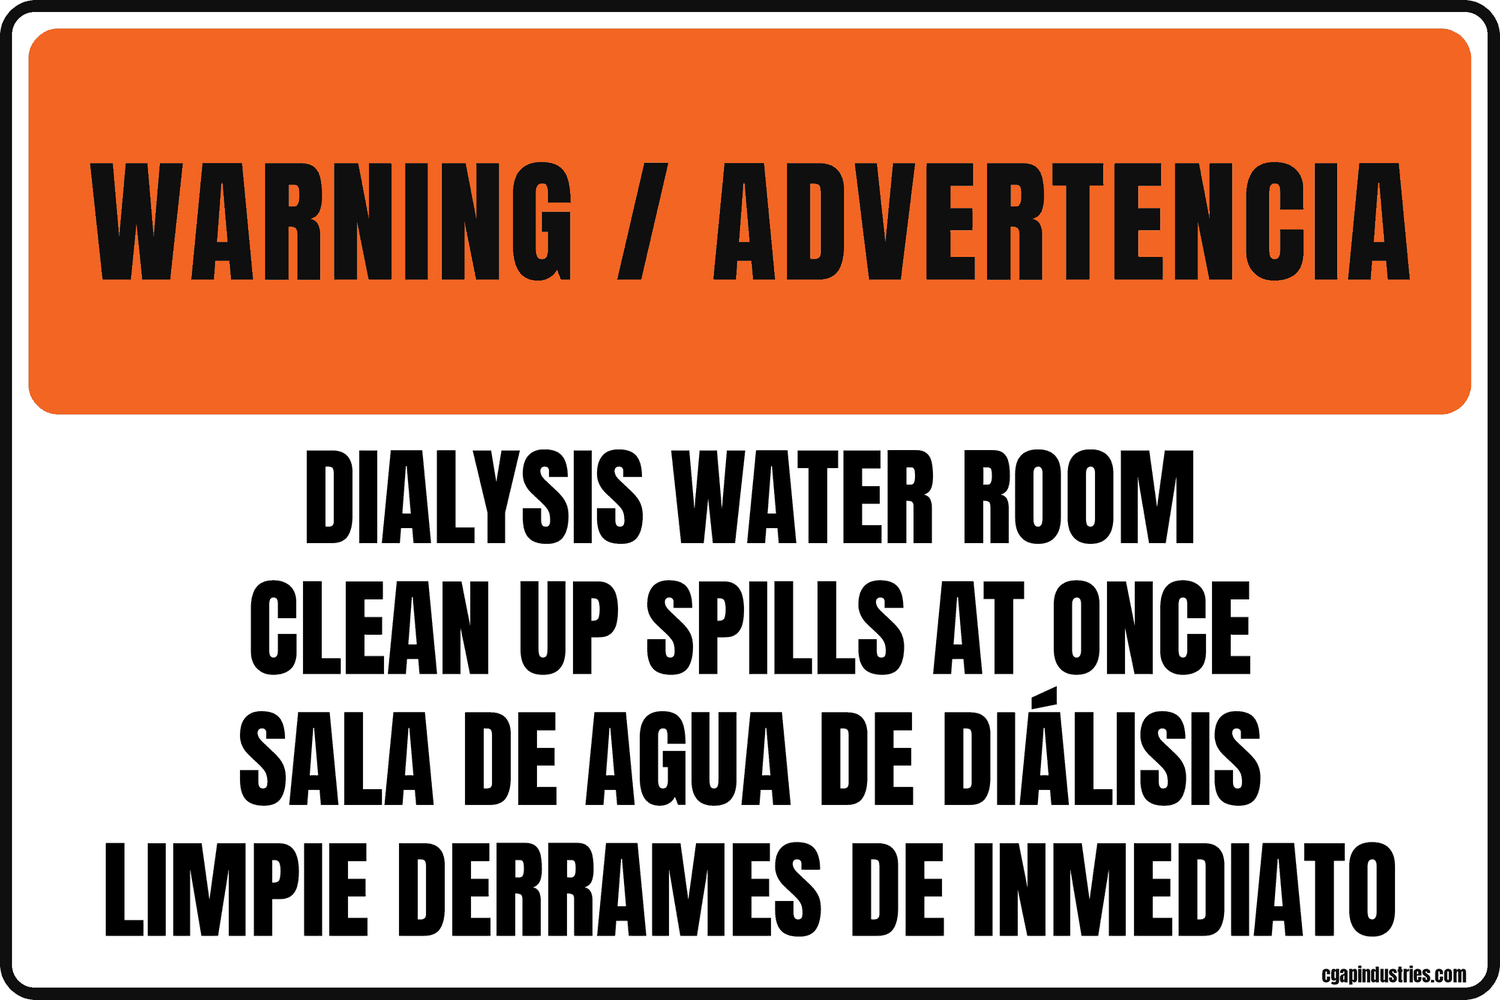 WARNING / ADVERTENCIA
DIALYSIS WATER ROOM
CLEAN UP SPILLS AT ONCE
SALA DE AGUA DE DIÁLISIS
LIMPIE DERRAMES DE INMEDIATO
cgapindustries.com